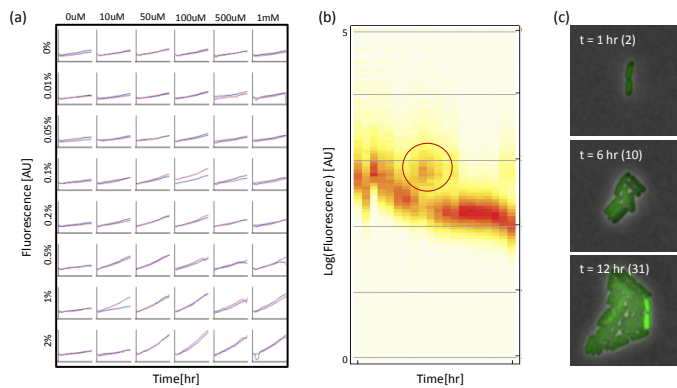 (a)
0uM 10uM 50uM 100uM 500uM 1mM
0%
0.01%
0.05%
0.1%
0.2%
0.5%
1%
2%
Fluorescence [AU]
Time[hr]
(b)
5
0
Log(Fluorescence) [AU]
Time[hr]
(c)
t = 1 hr (2)
t = 6 hr (10)
t = 12 hr (31)